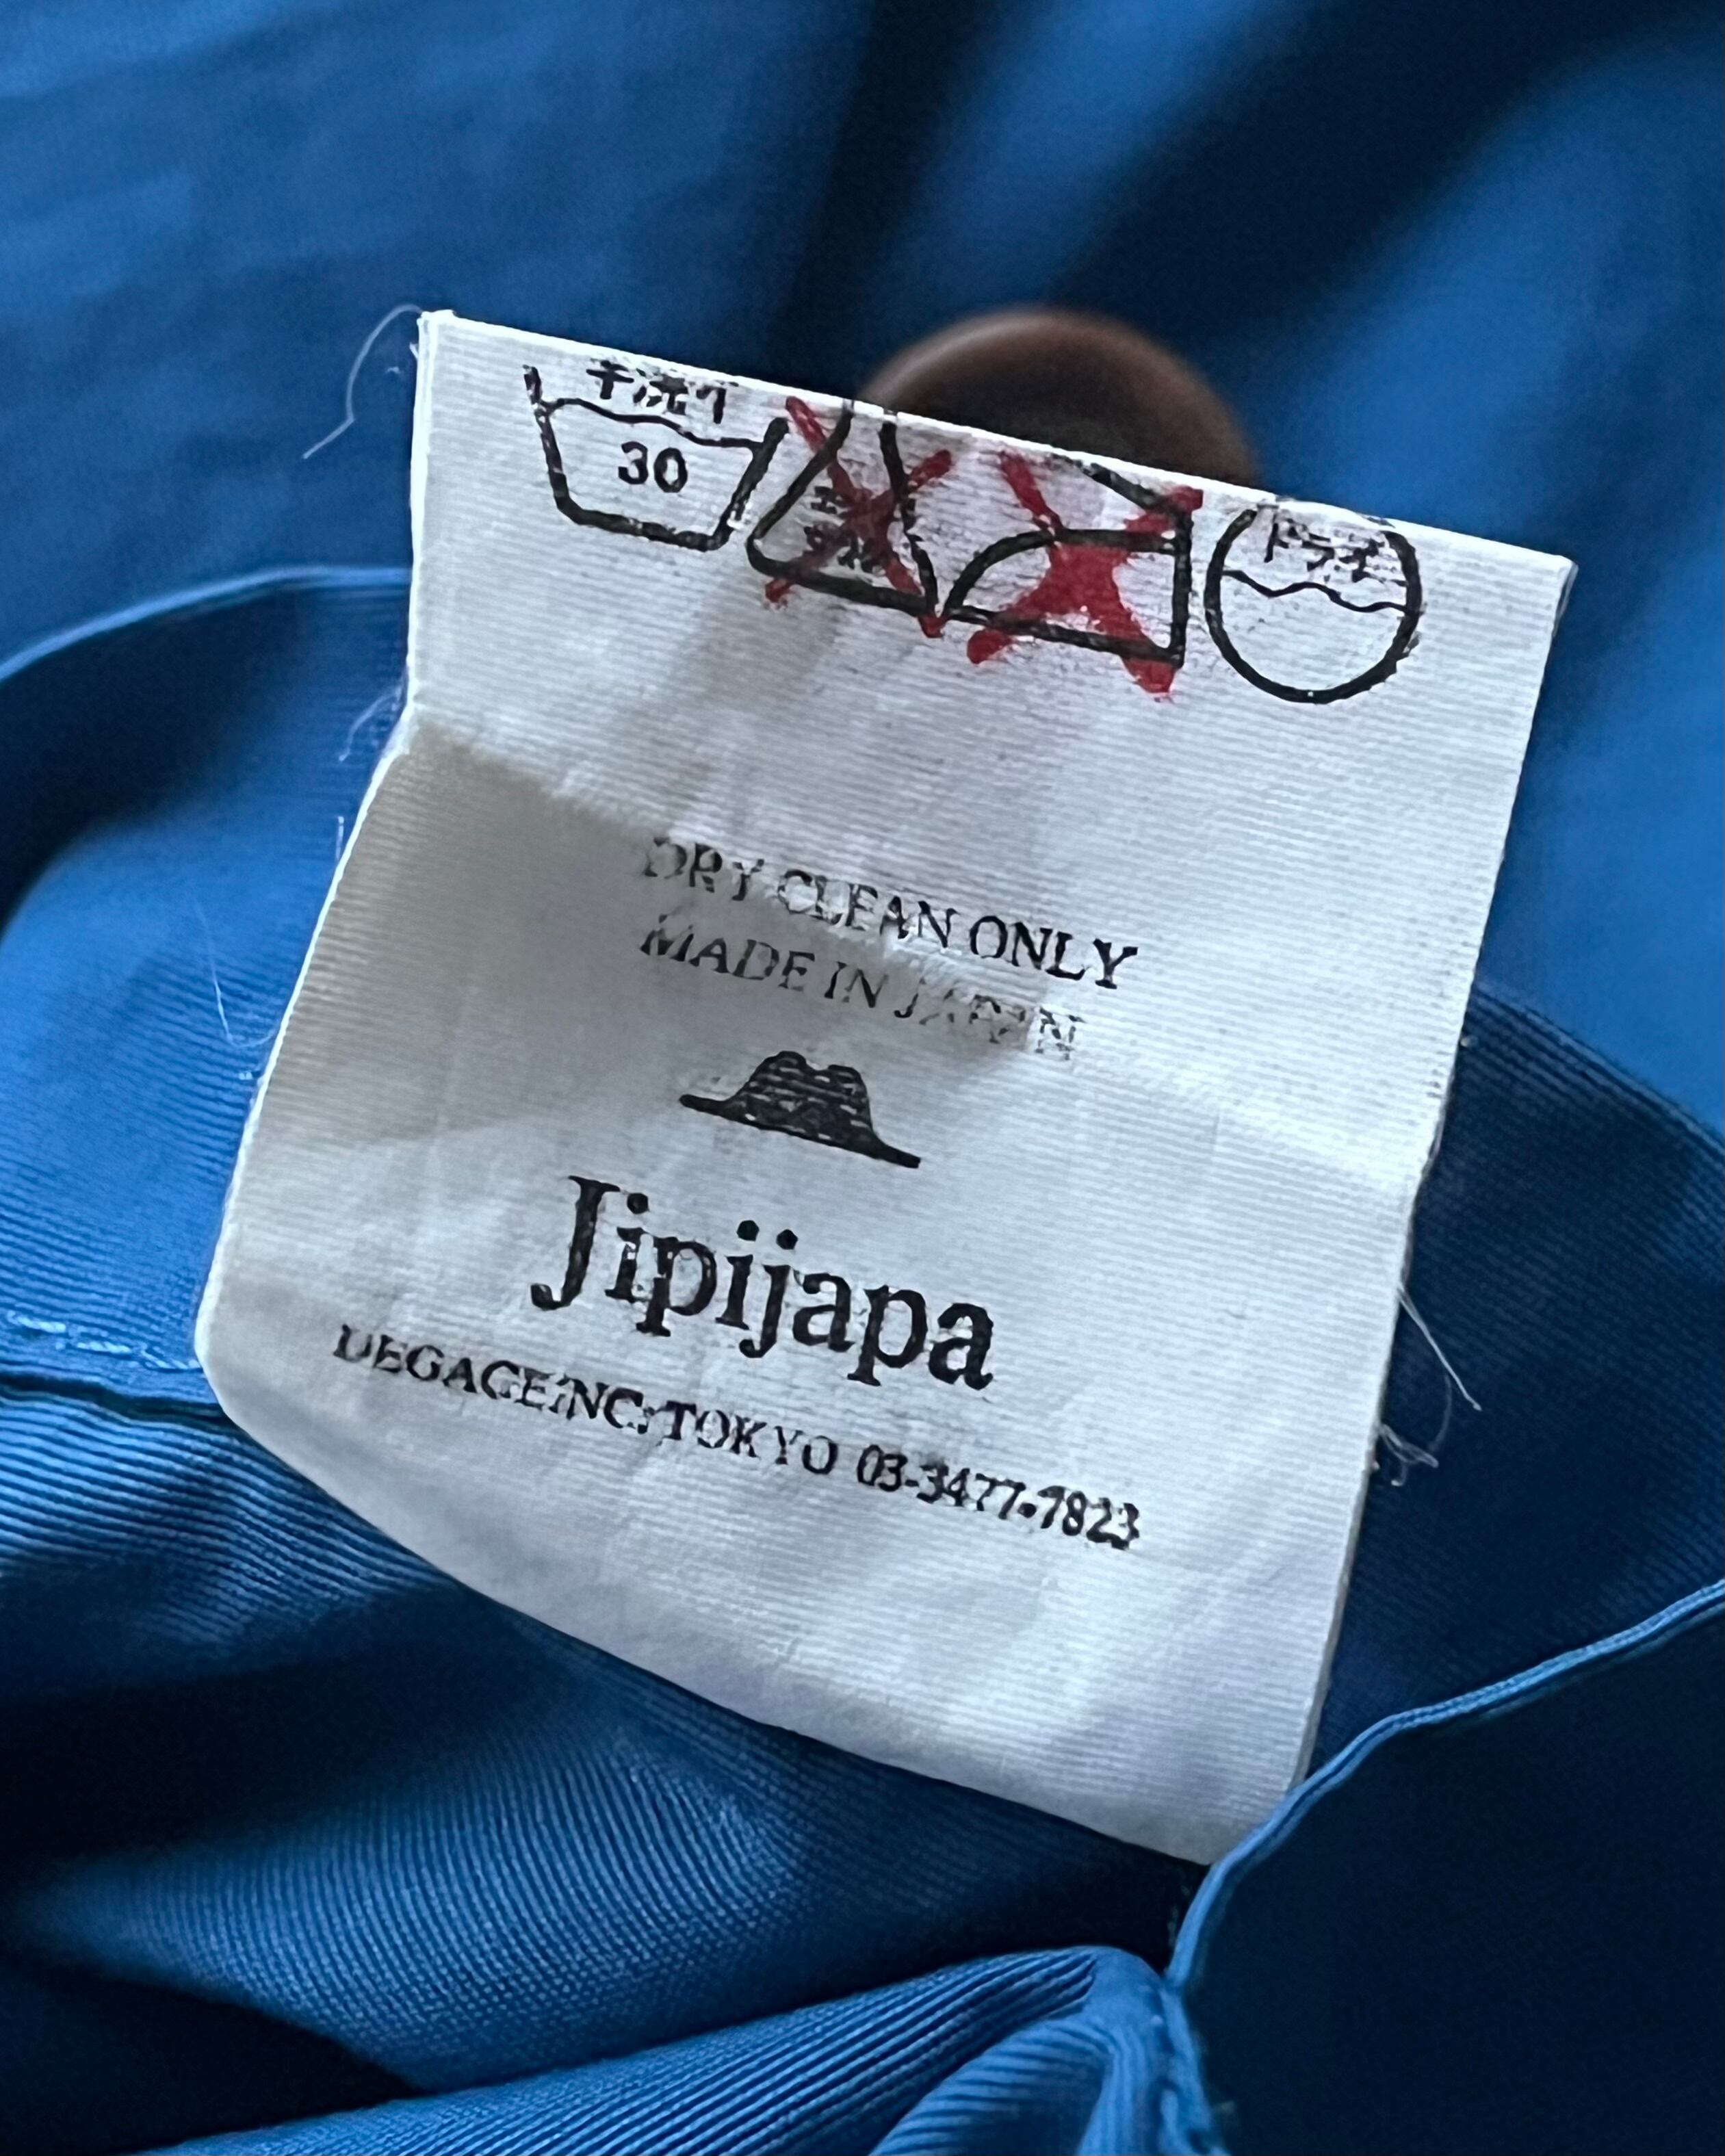 手洗イ
30
ドライ
DRY CLEAN ONLY
MADE IN JAPAN
Jipijapa
DEGAGE INC. TOKYO 03-3477-7823